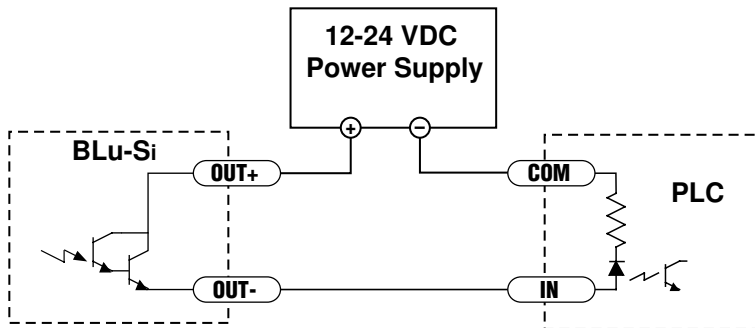 12-24 VDC
Power Supply
+ −
BLu-Si
OUT+
COM
PLC
OUT-
IN